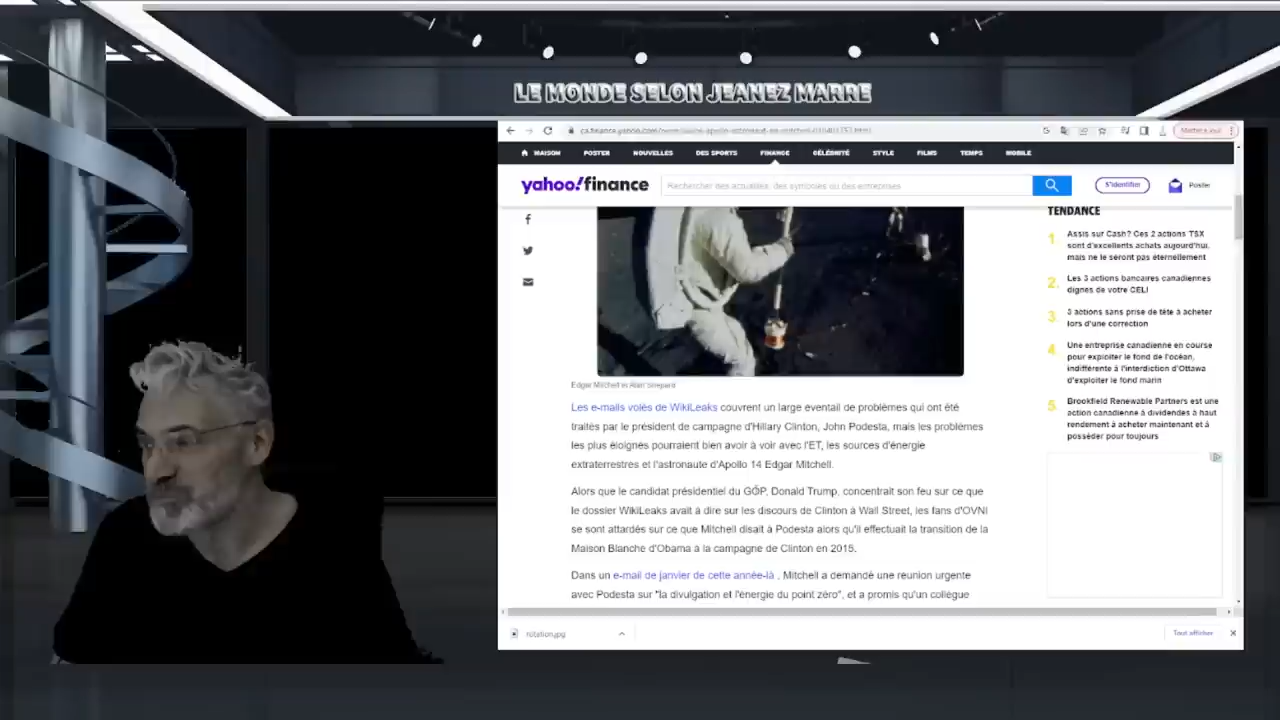 LE MONDE SELON JEANEZ MARRE
MAISON POSTER NOUVELLES DES SPORTS FINANCE CÉLÉBRITÉ STYLE FILMS TEMPS MOBILE
yahoo!finance Rechercher des actualités, des symboles ou des entreprises S'identifier Poster
TENDANCE
1. Assis sur Cash? Ces 2 actions TSX
sont d'excellents achats aujourd'hui,
mais ne le seront pas éternellement
2. Les 3 actions bancaires canadiennes
dignes de votre CELI
3. 3 actions sans prise de tête à acheter
lors d'une correction
4. Une entreprise canadienne en course
pour exploiter le fond de l'océan,
indifférente à l'interdiction d'Ottawa
d'exploiter le fond marin
5. Brookfield Renewable Partners est une
action canadienne à dividendes à haut
rendement à acheter maintenant et à
posséder pour toujours
Edgar Mitchell et Alan Shepard
Les e-mails volés de WikiLeaks couvrent un large éventail de problèmes qui ont été
traités par le président de campagne d'Hillary Clinton, John Podesta, mais les problèmes
les plus éloignés pourraient bien avoir à voir avec l'ET, les sources d'énergie
extraterrestres et l'astronaute d'Apollo 14 Edgar Mitchell.
Alors que le candidat présidentiel du GOP, Donald Trump, concentrait son feu sur ce que
le dossier WikiLeaks avait à dire sur les discours de Clinton à Wall Street, les fans d'OVNI
se sont attardés sur ce que Mitchell disait à Podesta alors qu'il effectuait la transition de la
Maison Blanche d'Obama à la campagne de Clinton en 2015.
Dans un e-mail de janvier de cette année-là , Mitchell a demandé une réunion urgente
avec Podesta sur "la divulgation et l'énergie du point zéro", et a promis qu'un collègue
Tout afficher